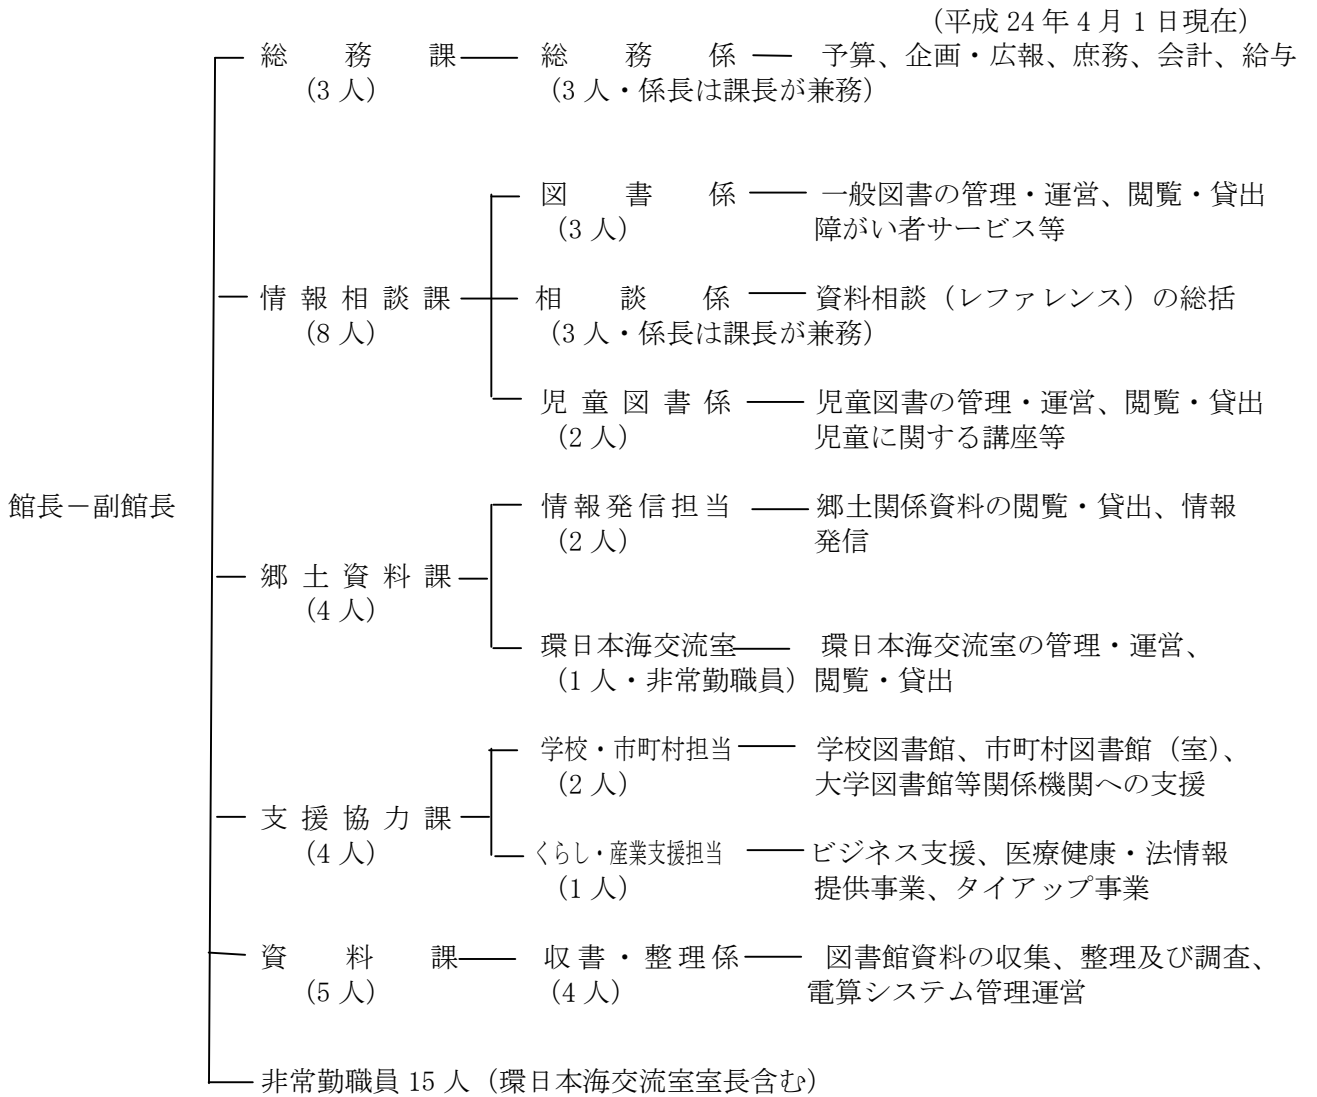 (平成 24 年 4 月 1 日現在)
総務課 総務係 予算、企画・広報、庶務、会計、給与
(3 人) (3 人・係長は課長が兼務)
図書係 一般図書の管理・運営、閲覧・貸出
(3 人) 障がい者サービス等
情報相談課 相談係 資料相談（レファレンス）の総括
(8 人) (3 人・係長は課長が兼務)
児童図書係 児童図書の管理・運営、閲覧・貸出
(2 人) 児童に関する講座等
館長－副館長 情報発信担当 郷土関係資料の閲覧・貸出、情報
(2 人) 発信
郷土資料課
(4 人)
環日本海交流室 環日本海交流室の管理・運営、
(1 人・非常勤職員) 閲覧・貸出
学校・市町村担当 学校図書館、市町村図書館（室）、
(2 人) 大学図書館等関係機関への支援
支援協力課
(4 人) くらし・産業支援担当 ビジネス支援、医療健康・法情報
(1 人) 提供事業、タイアップ事業
資料課 収書・整理係 図書館資料の収集、整理及び調査、
(5 人) (4 人) 電算システム管理運営
非常勤職員 15 人（環日本海交流室室長含む）